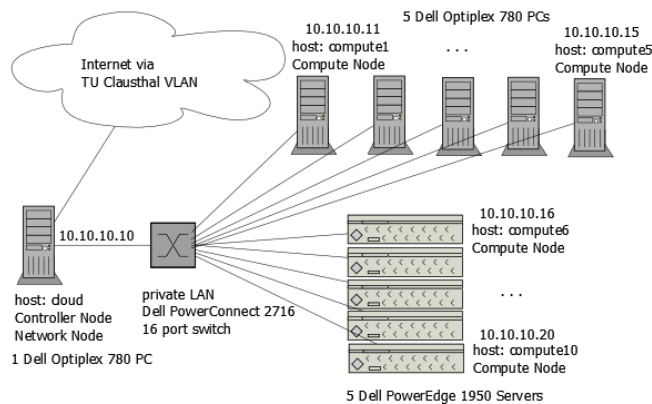 Internet via
TU Clausthal VLAN
10.10.10.11
host: compute1
Compute Node
5 Dell Optiplex 780 PCs
. . .
10.10.10.15
host: compute5
Compute Node
10.10.10.10
host: cloud
Controller Node
Network Node
1 Dell Optiplex 780 PC
private LAN
Dell PowerConnect 2716
16 port switch
10.10.10.16
host: compute6
Compute Node
. . .
10.10.10.20
host: compute10
Compute Node
5 Dell PowerEdge 1950 Servers